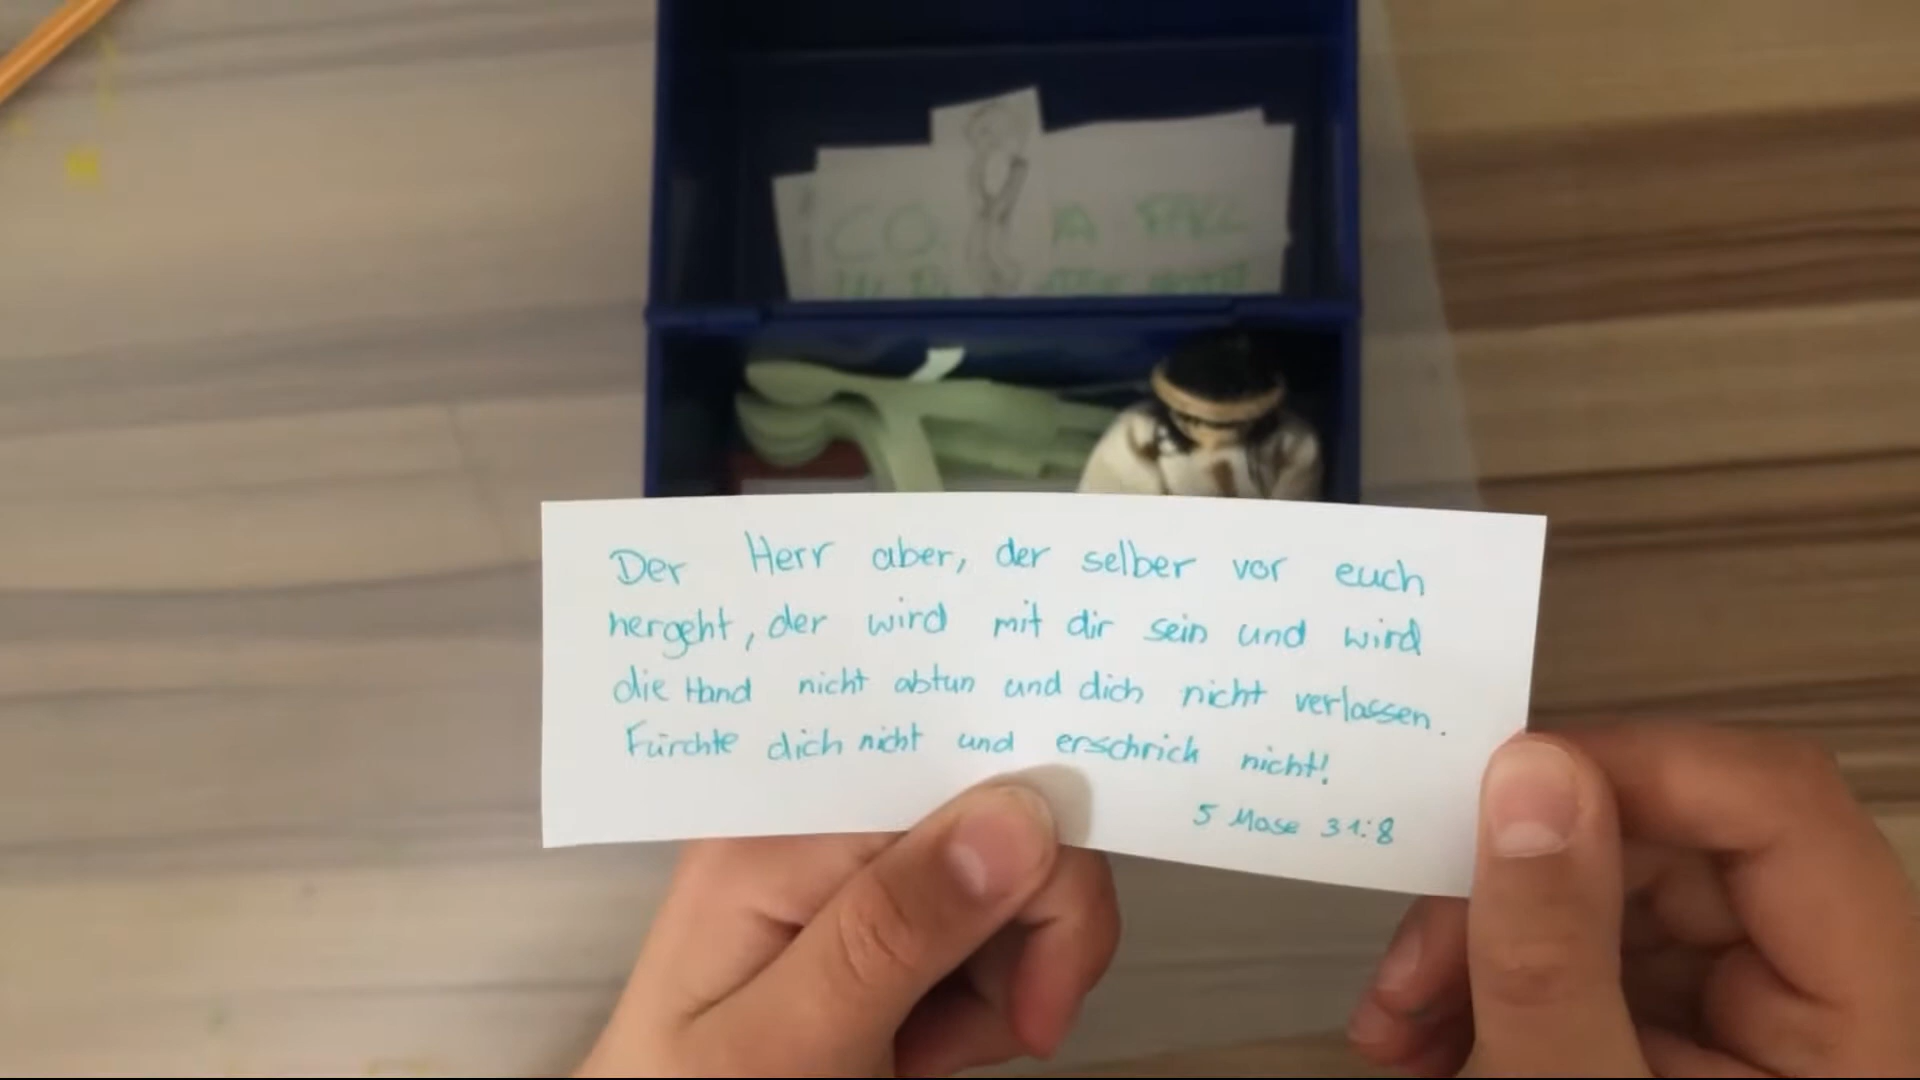 CO
A
Der Herr aber, der selber vor euch
hergeht, der wird mit dir sein und wird
die Hand nicht abtun und dich nicht verlassen.
Fürchte dich nicht und erschrick nicht!
5 Mose 31:8